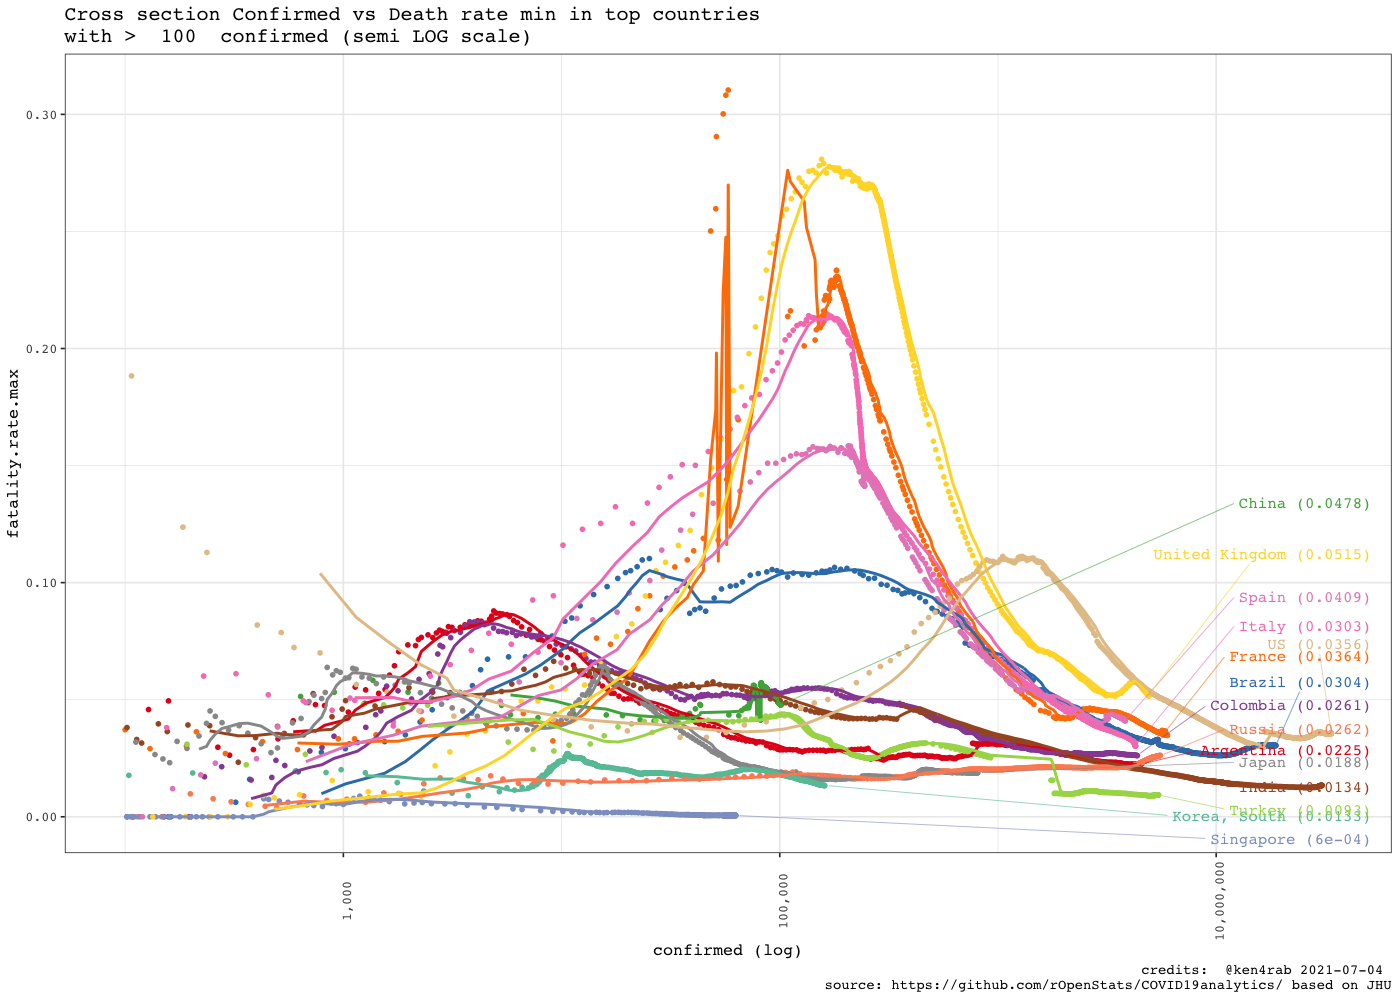 Cross section Confirmed vs Death rate min in top countries
with >  100  confirmed (semi LOG scale)
fatality.rate.max
0.30
0.20
0.10
0.00
China (0.0478)
United Kingdom (0.0515)
Spain (0.0409)
Italy (0.0303)
US (0.0356)
France (0.0364)
Brazil (0.0304)
Colombia (0.0261)
Russia (0.0262)
Argentina (0.0225)
Japan (0.0188)
India (0.0134)
Turkey (0.0093)
Korea, South (0.0133)
Singapore (6e-04)
1,000
100,000
10,000,000
confirmed (log)
credits:  @ken4rab 2021-07-04
source: https://github.com/rOpenStats/COVID19analytics/ based on JHU